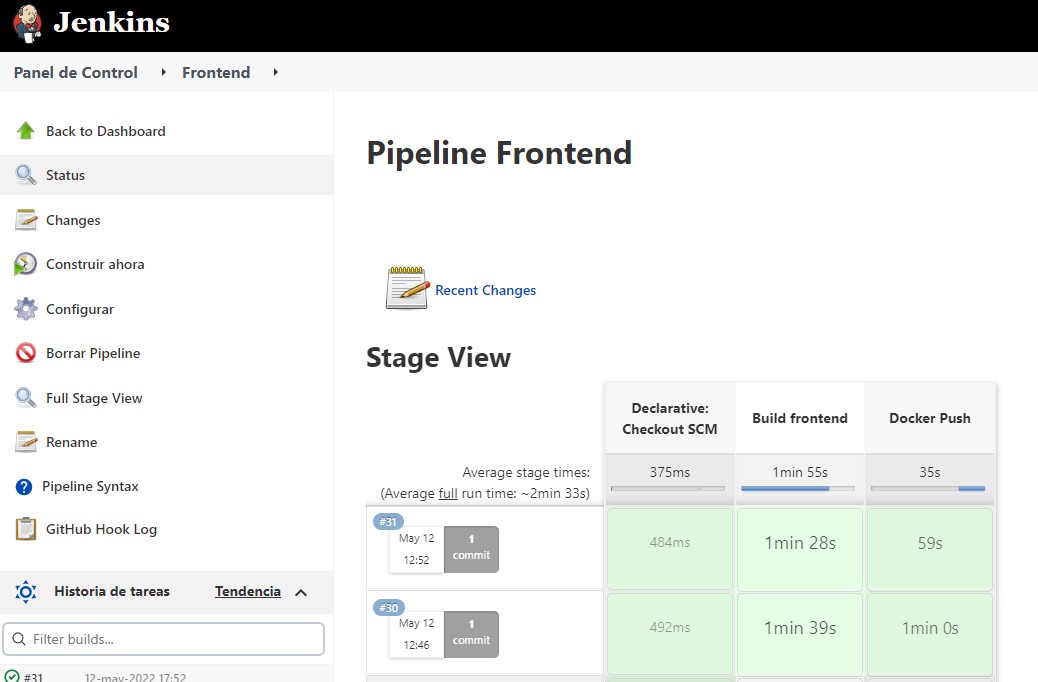 Jenkins
Panel de Control
Frontend
Back to Dashboard
Status
Changes
Construir ahora
Configurar
Borrar Pipeline
Full Stage View
Rename
Pipeline Syntax
GitHub Hook Log
Historia de tareas Tendencia
Filter builds...
#31 12-may-2022 17:52
Pipeline Frontend
Recent Changes
Stage View
Declarative: Checkout SCM
Build frontend
Docker Push
Average stage times:
(Average full run time: ~2min 33s)
375ms
1min 55s
35s
#31
May 12
12:52
1
commit
484ms
1min 28s
59s
#30
May 12
12:46
1
commit
492ms
1min 39s
1min 0s